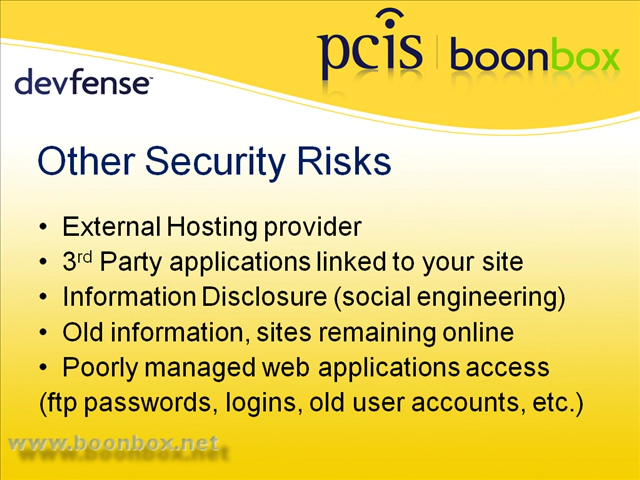 pcis | boonbox
devfense™
Other Security Risks
• External Hosting provider
• 3rd Party applications linked to your site
• Information Disclosure (social engineering)
• Old information, sites remaining online
• Poorly managed web applications access
(ftp passwords, logins, old user accounts, etc.)
www.boonbox.net